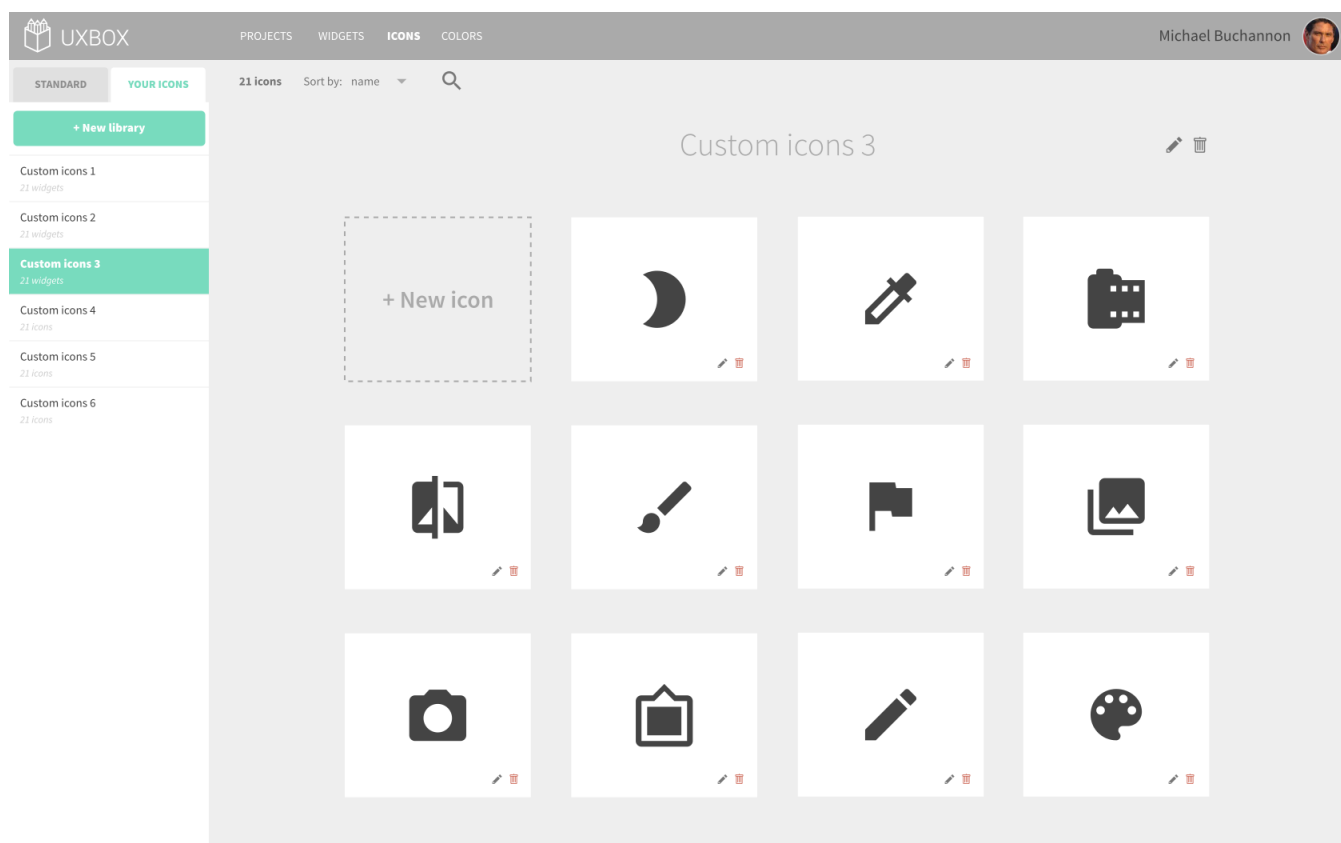 UXBOX
PROJECTS WIDGETS ICONS COLORS
Michael Buchannon
STANDARD YOUR ICONS
21 icons Sort by: name
+ New library
Custom icons 3
Custom icons 1
21 widgets
Custom icons 2
21 widgets
Custom icons 3
21 widgets
Custom icons 4
21 icons
Custom icons 5
21 icons
Custom icons 6
21 icons
+ New icon